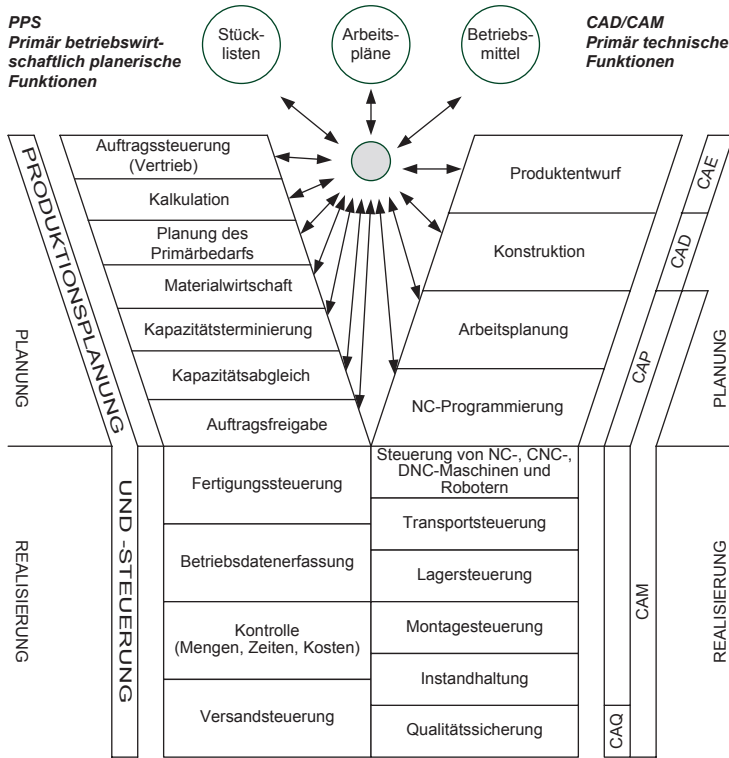 PPS
Primär betriebswirt-
schaftlich planerische
Funktionen
Stück-
listen
Arbeits-
pläne
Betriebs-
mittel
CAD/CAM
Primär technische
Funktionen
PRODUKTIONSPLANUNG
UND -STEUERUNG
PLANUNG
REALISIERUNG
Auftragssteuerung
(Vertrieb)
Kalkulation
Planung des
Primärbedarfs
Materialwirtschaft
Kapazitätsterminierung
Kapazitätsabgleich
Auftragsfreigabe
Fertigungssteuerung
Betriebsdatenerfassung
Kontrolle
(Mengen, Zeiten, Kosten)
Versandsteuerung
Produktentwurf
Konstruktion
Arbeitsplanung
NC-Programmierung
Steuerung von NC-, CNC-,
DNC-Maschinen und
Robotern
Transportsteuerung
Lagersteuerung
Montagesteuerung
Instandhaltung
Qualitätssicherung
CAE
CAD
CAP
CAM
CAQ
PLANUNG
REALISIERUNG